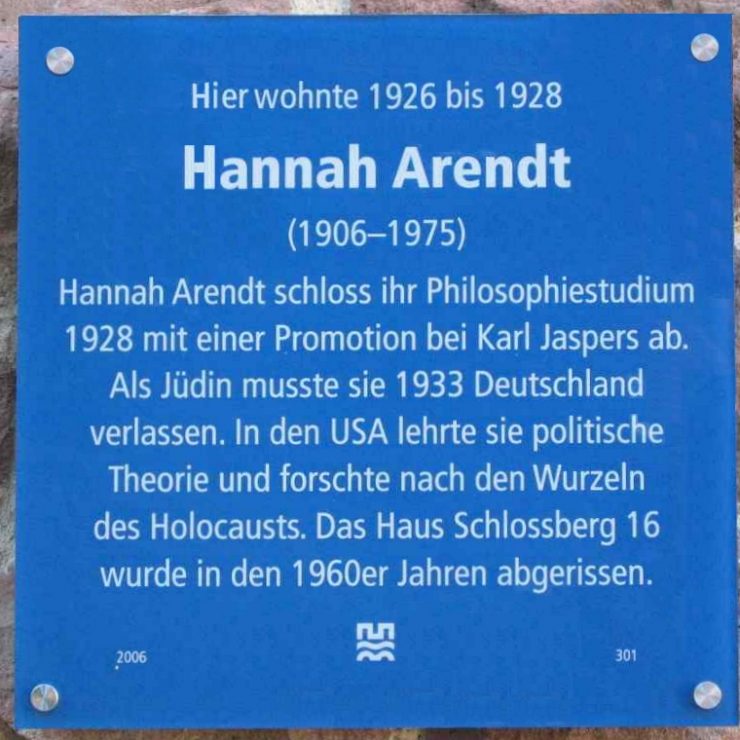 Hier wohnte 1926 bis 1928
Hannah Arendt
(1906–1975)
Hannah Arendt schloss ihr Philosophiestudium
1928 mit einer Promotion bei Karl Jaspers ab.
Als Jüdin musste sie 1933 Deutschland
verlassen. In den USA lehrte sie politische
Theorie und forschte nach den Wurzeln
des Holocausts. Das Haus Schlossberg 16
wurde in den 1960er Jahren abgerissen.
2006
301